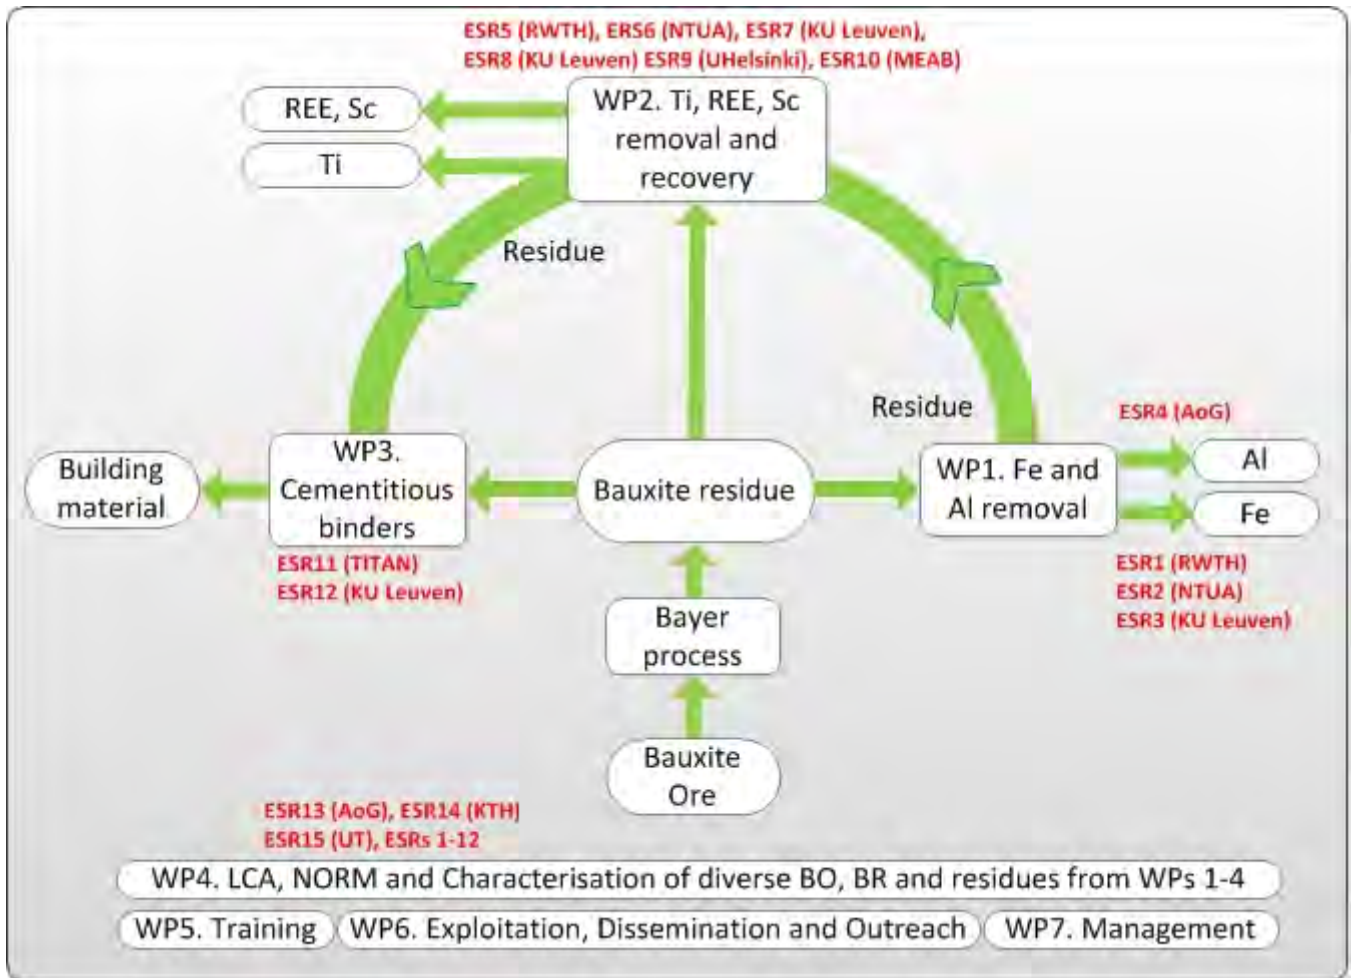 ESR5 (RWTH), ERS6 (NTUA), ESR7 (KU Leuven),
ESR8 (KU Leuven) ESR9 (UHelsinki), ESR10 (MEAB)
WP2. Ti, REE, Sc
removal and
recovery
REE, Sc
Ti
Residue
Residue
ESR4 (AoG)
Building
material
WP3.
Cementitious
binders
Bauxite residue
WP1. Fe and
Al removal
Al
Fe
ESR11 (TITAN)
ESR12 (KU Leuven)
ESR1 (RWTH)
ESR2 (NTUA)
ESR3 (KU Leuven)
Bayer
process
Bauxite
Ore
ESR13 (AoG), ESR14 (KTH)
ESR15 (UT), ESRs 1-12
WP4. LCA, NORM and Characterisation of diverse BO, BR and residues from WPs 1-4
WP5. Training
WP6. Exploitation, Dissemination and Outreach
WP7. Management